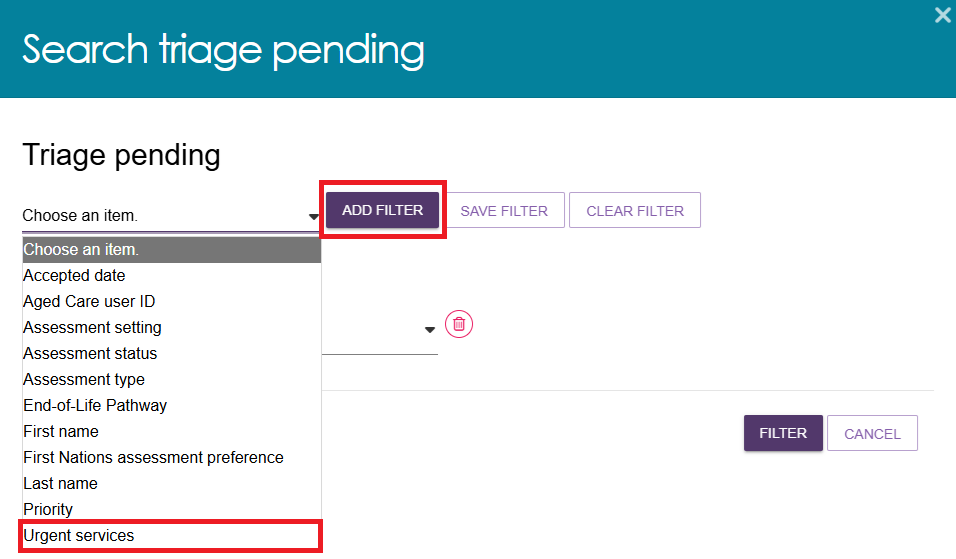 Search triage pending
Triage pending
Choose an item.
ADD FILTER
SAVE FILTER
CLEAR FILTER
Choose an item.
Accepted date
Aged Care user ID
Assessment setting
Assessment status
Assessment type
End-of-Life Pathway
First name
First Nations assessment preference
Last name
Priority
Urgent services
FILTER
CANCEL